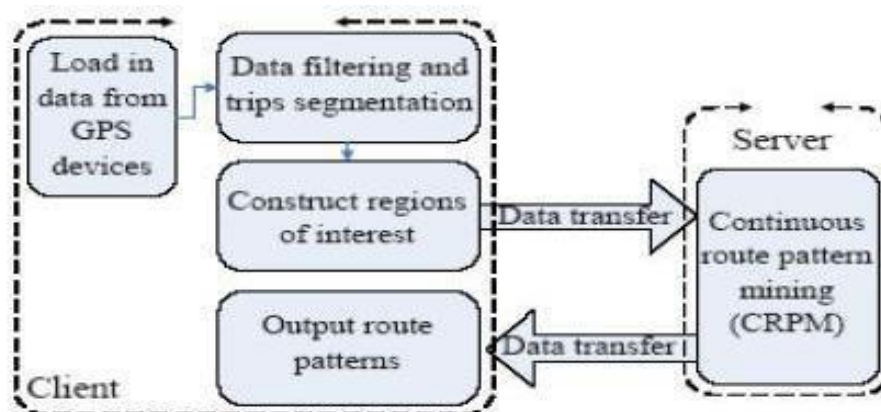 Load in
data from
GPS
devices
Data filtering and
trips segmentation
Construct regions
of interest
Output route
patterns
Client
Data transfer
Data transfer
Server
Continuous
route pattern
mining
(CRPM)